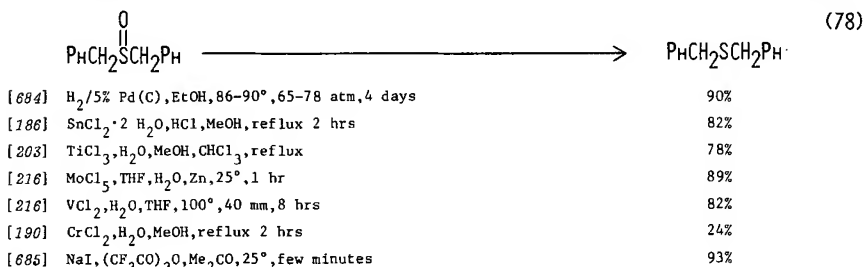 (78)
O
PHCH2SCH2PH PHCH2SCH2PH
[684] H2/5% Pd(C),EtOH,86-90°,65-78 atm,4 days 90%
[186] SnCl2·2 H2O,HCl,MeOH,reflux 2 hrs 82%
[203] TiCl3,H2O,MeOH,CHCl3,reflux 78%
[216] MoCl5,THF,H2O,Zn,25°,1 hr 89%
[216] VCl2,H2O,THF,100°,40 mm,8 hrs 82%
[190] CrCl2,H2O,MeOH,reflux 2 hrs 24%
[685] NaI,(CF3CO)2O,Me2CO,25°,few minutes 93%